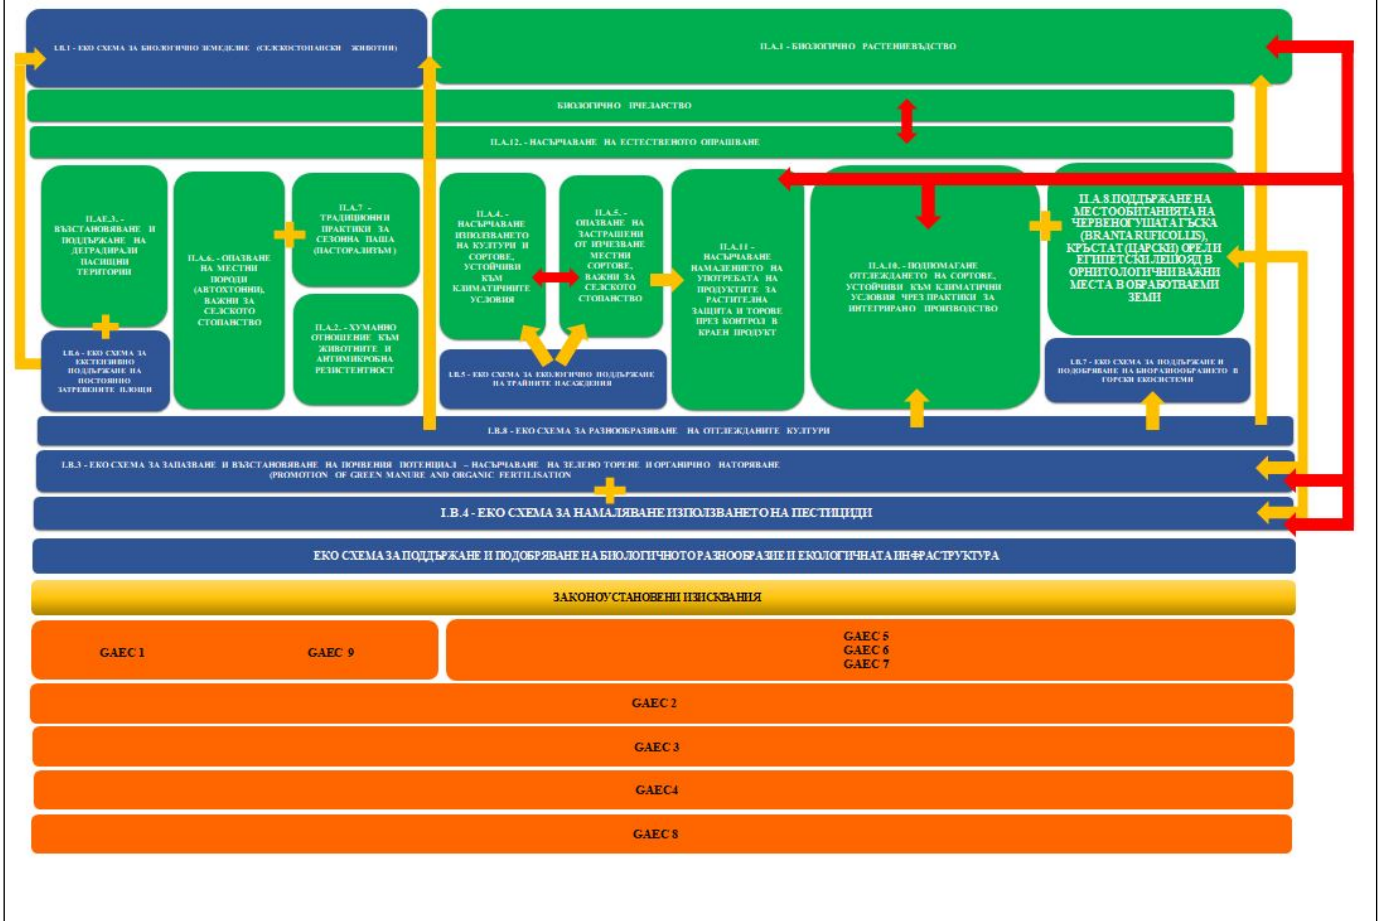 I.B.1 - ЕКО СХЕМА ЗА БИОЛОГИЧНО ЗЕМЕДЕЛИЕ (СЕЛСКОСТОПАНСКИ ЖИВОТНИ)
II.A.1 - БИОЛОГИЧНО РАСТЕНИЕВЪДСТВО
БИОЛОГИЧНО ПЧЕЛАРСТВО
II.A.12. - НАСЪРЧАВАНЕ НА ЕСТЕСТВЕНОТО ОПРАШВАНЕ
II.AE.3. -
ВЪЗСТАНОВЯВАНЕ И
ПОДДЪРЖАНЕ НА
ДЕГРАДИРАЛИ
ПАСИЩНИ
ТЕРИТОРИИ
II.A.6. - ОПАЗВАНЕ
НА МЕСТНИ
ПОРОДИ
(АВТОХТОННИ),
ВАЖНИ ЗА
СЕЛСКОТО
СТОПАНСТВО
II.A.7 -
ТРАДИЦИОННИ
ПРАКТИКИ ЗА
СЕЗОННА ПАША
(ПАСТОРАЛИТЪМ)
II.A.2. - ХУМАННО
ОТНОШЕНИЕ КЪМ
ЖИВОТНИТЕ И
АНТИМИКРОБНА
РЕЗИСТЕНТНОСТ
II.A.4. -
НАСЪРЧАВАНЕ
ИЗПОЛЗВАНЕТО
НА КУЛТУРИ И
СОРТОВЕ,
УСТОЙЧИВИ
КЪМ
КЛИМАТИЧНИТЕ
УСЛОВИЯ
II.A.5. -
ОПАЗВАНЕ НА
ЗАСТРАШЕНИ
ОТ ИЗЧЕЗВАНЕ
МЕСТНИ
СОРТОВЕ,
ВАЖНИ ЗА
СЕЛСКОТО
СТОПАНСТВО
II.A.11 -
НАСЪРЧАВАНЕ
НАМАЛЕНИЕТО НА
УПОТРЕБАТА НА
ПРОДУКТИТЕ ЗА
РАСТИТЕЛНА
ЗАЩИТА И ТОРОВЕ
ПРЕЗ КОНТРОЛ В
КРАЕН ПРОДУКТ
II.A.10. - ПОДПОМАГАНЕ
ОТГЛЕЖДАНЕТО НА СОРТОВЕ,
УСТОЙЧИВИ КЪМ КЛИМАТИЧНИ
УСЛОВИЯ ЧРЕЗ ПРАКТИКИ ЗА
ИНТЕГРИРАНО ПРОИЗВОДСТВО
II.A.8.ПОДДЪРЖАНЕ НА
МЕСТООБИТАНИЯТА НА
ЧЕРВЕНОГУШАТА ГЪСКА
(BRANTA RUFICOLLIS),
КРЪСТАТ (ЦАРСКИ) ОРЕЛ И
ЕГИПЕТСКИ ЛЕШОЯД В
ОРНИТОЛОГИЧНИ ВАЖНИ
МЕСТА В ОБРАБОТВАЕМИ
ЗЕМИ
I.B.6 - ЕКО СХЕМА ЗА
ЕКСТЕНЗИВНО
ПОДДЪРЖАНЕ НА
ПОСТОЯННО
ЗАТРЕВЕНИТЕ ПЛОЩИ
I.B.5 - ЕКО СХЕМА ЗА ЕКОЛОГИЧНО ПОДДЪРЖАНЕ
НА ТРАЙНИТЕ НАСАЖДЕНИЯ
I.B.7 - ЕКО СХЕМА ЗА ПОДДЪРЖАНЕ И
ПОДОБРЯВАНЕ НА БИОРАЗНООБРАЗИЕТО В
ГОРСКИ ЕКОСИСТЕМИ
I.B.8 - ЕКО СХЕМА ЗА РАЗНООБРАЗЯВАНЕ НА ОТГЛЕЖДАНИТЕ КУЛТУРИ
I.B.3 - ЕКО СХЕМА ЗА ЗАПАЗВАНЕ И ВЪЗСТАНОВЯВАНЕ НА ПОЧВЕНИЯ ПОТЕНЦИАЛ – НАСЪРЧАВАНЕ НА ЗЕЛЕНО ТОРЕНЕ И ОРГАНИЧНО НАТОРЯВАНЕ
(PROMOTION OF GREEN MANURE AND ORGANIC FERTILISATION
I.B.4 - ЕКО СХЕМА ЗА НАМАЛЯВАНЕ ИЗПОЛЗВАНЕТО НА ПЕСТИЦИДИ
ЕКО СХЕМА ЗА ПОДДЪРЖАНЕ И ПОДОБРЯВАНЕ НА БИОЛОГИЧНОТО РАЗНООБРАЗИЕ И ЕКОЛОГИЧНАТА ИНФРАСТРУКТУРА
ЗАКОНОУСТАНОВЕНИ ИЗИСКВАНИЯ
GAEC 1 GAEC 9
GAEC 5
GAEC 6
GAEC 7
GAEC 2
GAEC 3
GAEC4
GAEC 8